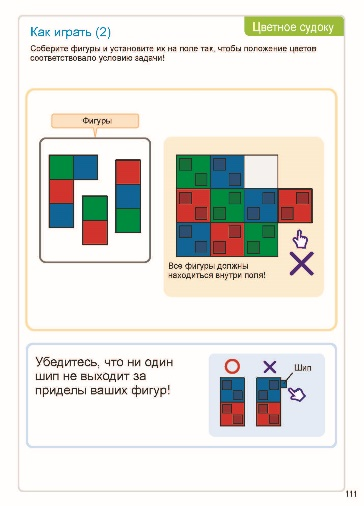 Цветное судоку
Как играть (2)
Соберите фигуры и установите их на поле так, чтобы положение цветов
соответствовало условию задачи!
Фигуры
Все фигуры должны
находиться внутри поля!
Убедитесь, что ни один
шип не выходит за
приделы ваших фигур!
Шип
111